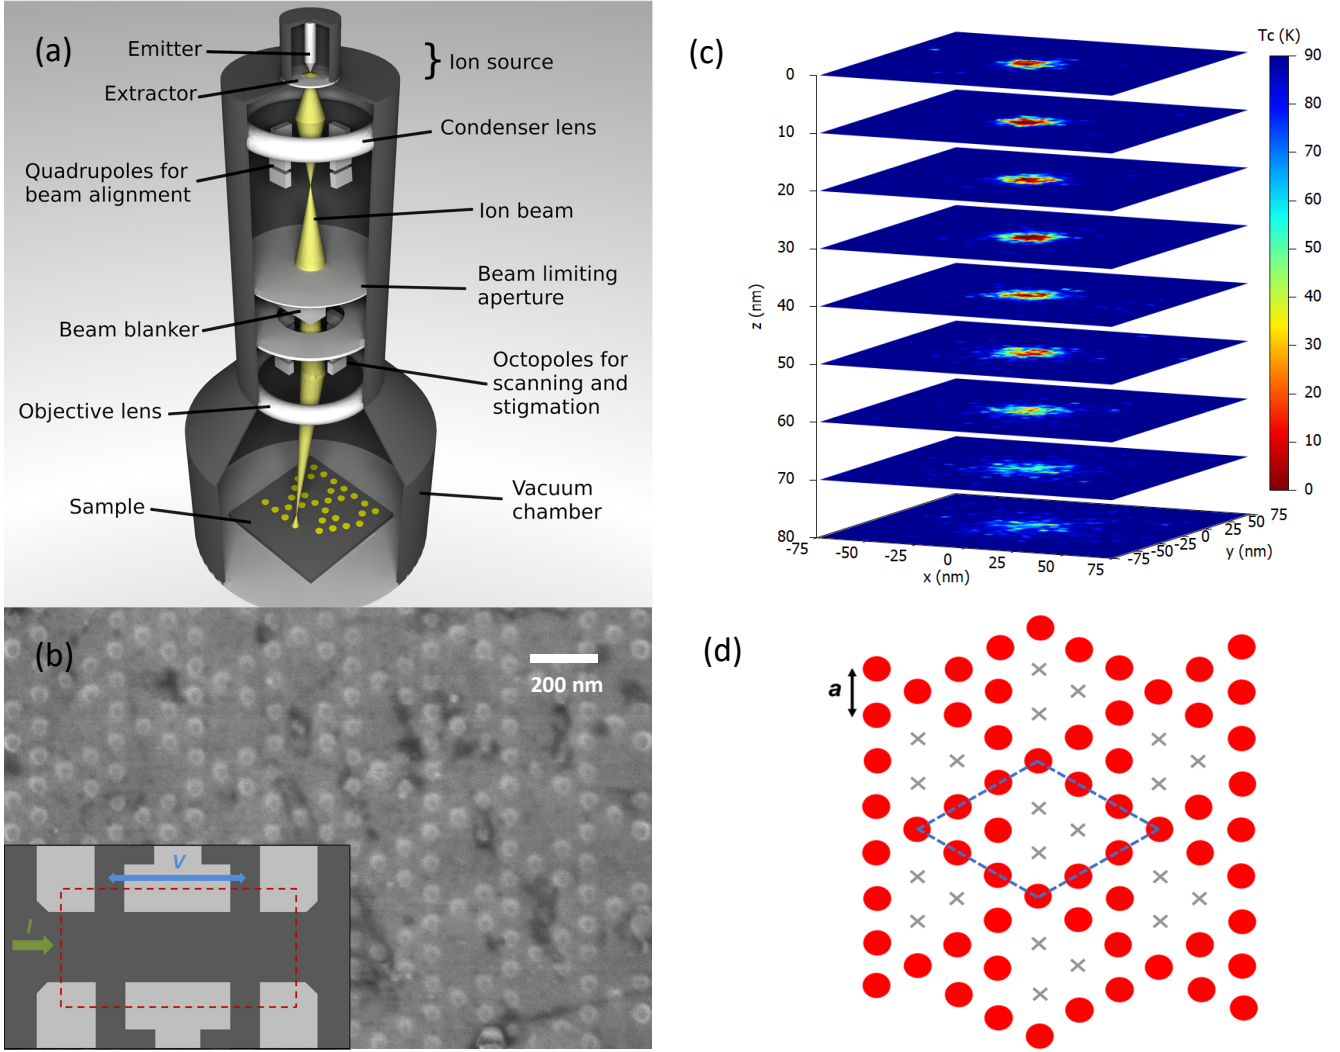 (a)
Emitter
Ion source
Extractor
Condenser lens
Quadrupoles for
beam alignment
Ion beam
Beam limiting
aperture
Beam blanker
Octopoles for
scanning and
stigmation
Objective lens
Sample
Vacuum
chamber
(b)
200 nm
V
I
(c)
Tc (K)
90
80
70
60
50
40
30
20
10
0
z (nm)
0
10
20
30
40
50
60
70
80
-75
-50
-25
0
25
50
75
x (nm)
-75
-50
-25
0
25
50
75
y (nm)
(d)
a